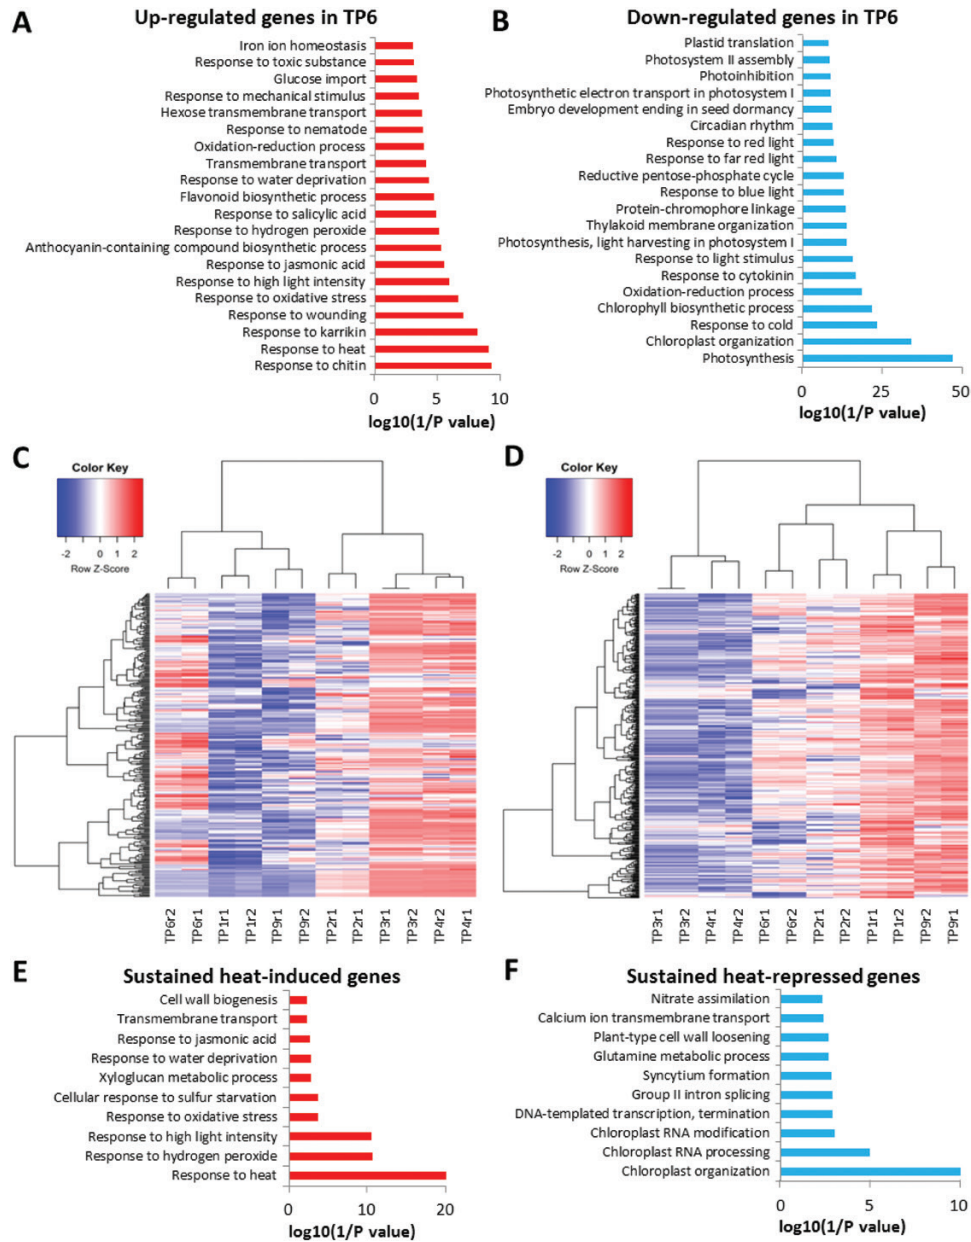 A
Up-regulated genes in TP6
Iron ion homeostasis
Response to toxic substance
Glucose import
Response to mechanical stimulus
Hexose transmembrane transport
Response to nematode
Oxidation-reduction process
Transmembrane transport
Response to water deprivation
Flavonoid biosynthetic process
Response to salicylic acid
Response to hydrogen peroxide
Anthocyanin-containing compound biosynthetic process
Response to jasmonic acid
Response to high light intensity
Response to oxidative stress
Response to wounding
Response to karrikin
Response to heat
Response to chitin
0 5 10
log10(1/P value)
B
Down-regulated genes in TP6
Plastid translation
Photosystem II assembly
Photoinhibition
Photosynthetic electron transport in photosystem I
Embryo development ending in seed dormancy
Circadian rhythm
Response to red light
Response to far red light
Reductive pentose-phosphate cycle
Response to blue light
Protein-chromophore linkage
Thylakoid membrane organization
Photosynthesis, light harvesting in photosystem I
Response to light stimulus
Response to cytokinin
Oxidation-reduction process
Chlorophyll biosynthetic process
Response to cold
Chloroplast organization
Photosynthesis
0 25 50
log10(1/P value)
C
Color Key
-2 0 1 2
Row Z-Score
TP6r2 TP6r1 TP1r1 TP1r2 TP9r1 TP9r2 TP2r1 TP2r1 TP3r1 TP3r2 TP4r2 TP4r1
D
Color Key
-2 0 1 2
Row Z-Score
TP3r1 TP3r2 TP4r1 TP4r2 TP6r1 TP6r2 TP2r1 TP2r2 TP1r1 TP1r2 TP9r2 TP9r1
E
Sustained heat-induced genes
Cell wall biogenesis
Transmembrane transport
Response to jasmonic acid
Response to water deprivation
Xyloglucan metabolic process
Cellular response to sulfur starvation
Response to oxidative stress
Response to high light intensity
Response to hydrogen peroxide
Response to heat
0 10 20
log10(1/P value)
F
Sustained heat-repressed genes
Nitrate assimilation
Calcium ion transmembrane transport
Plant-type cell wall loosening
Glutamine metabolic process
Syncytium formation
Group II intron splicing
DNA-templated transcription, termination
Chloroplast RNA modification
Chloroplast RNA processing
Chloroplast organization
0 5 10
log10(1/P value)